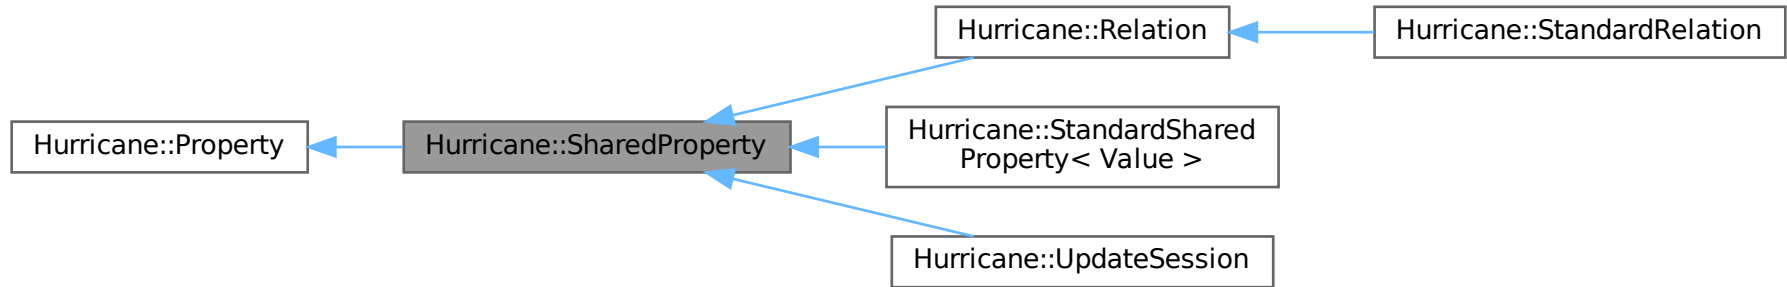 Hurricane::Relation
Hurricane::StandardRelation
Hurricane::Property
Hurricane::SharedProperty
Hurricane::StandardShared
Property< Value >
Hurricane::UpdateSession